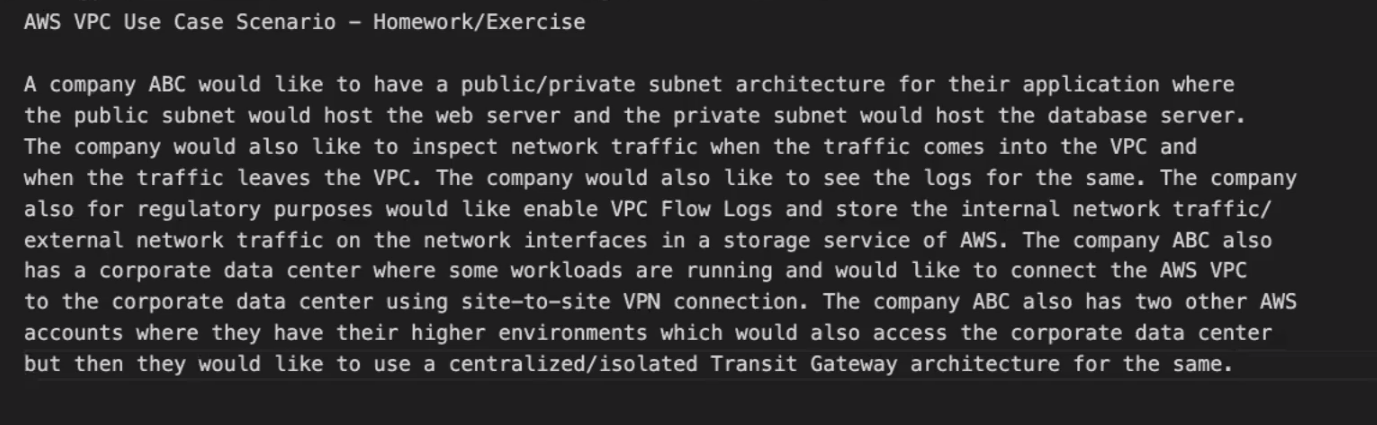 AWS VPC Use Case Scenario – Homework/Exercise
A company ABC would like to have a public/private subnet architecture for their application where
the public subnet would host the web server and the private subnet would host the database server.
The company would also like to inspect network traffic when the traffic comes into the VPC and
when the traffic leaves the VPC. The company would also like to see the logs for the same. The company
also for regulatory purposes would like enable VPC Flow Logs and store the internal network traffic/
external network traffic on the network interfaces in a storage service of AWS. The company ABC also
has a corporate data center where some workloads are running and would like to connect the AWS VPC
to the corporate data center using site-to-site VPN connection. The company ABC also has two other AWS
accounts where they have their higher environments which would also access the corporate data center
but then they would like to use a centralized/isolated Transit Gateway architecture for the same.